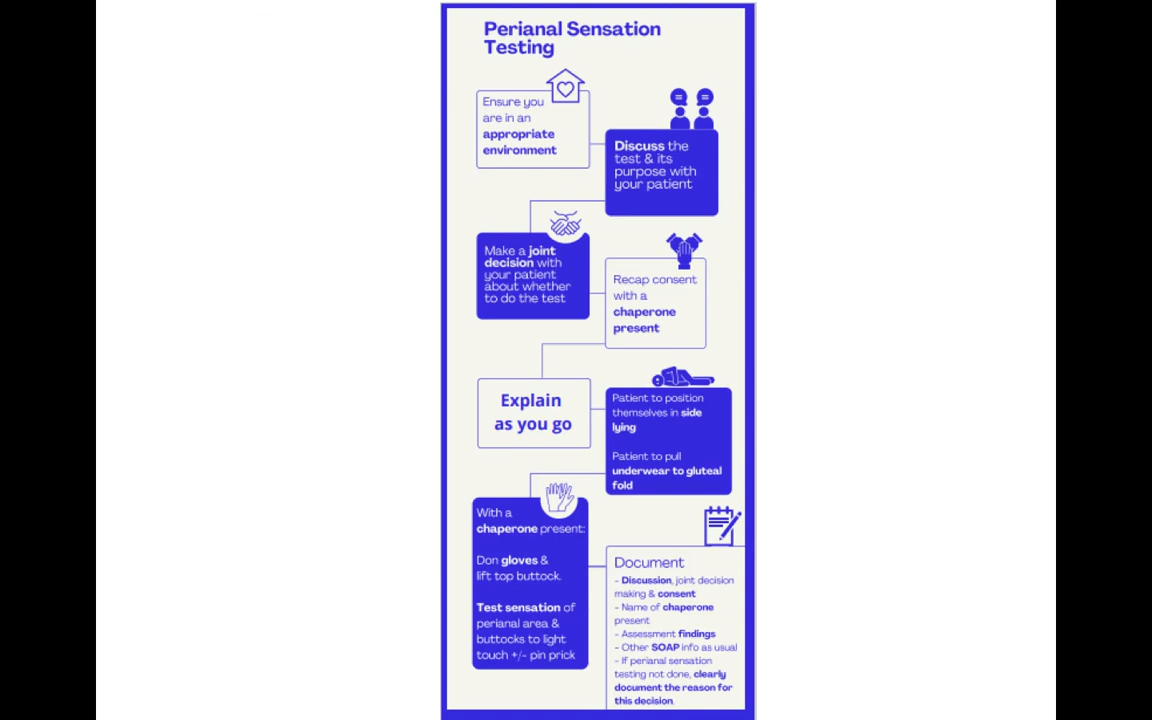 Perianal Sensation
Testing
Ensure you
are in an
appropriate
environment
Discuss the
test & its
purpose with
your patient
Make a joint
decision with
your patient
about whether
to do the test
Recap consent
with a
chaperone
present
Explain
as you go
Patient to position
themselves in side
lying
Patient to pull
underwear to gluteal
fold
With a
chaperone present:
Don gloves &
lift top buttock.
Test sensation of
perianal area &
buttocks to light
touch +/- pin prick
Document
- Discussion, joint decision
making & consent
- Name of chaperone
present
- Assessment findings
- Other SOAP info as usual
- If perianal sensation
testing not done, clearly
document the reason for
this decision.